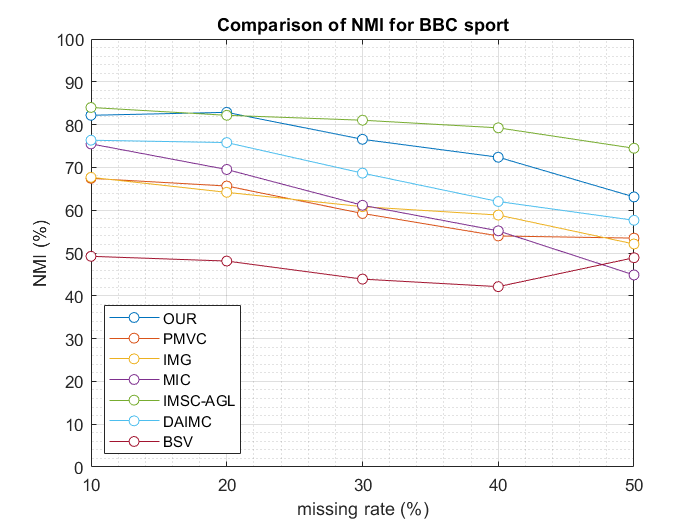 Comparison of NMI for BBC sport
100
90
80
70
60
50
40
30
20
10
0
NMI (%)
OUR
PMVC
IMG
MIC
IMSC-AGL
DAIMC
BSV
10 20 30 40 50
missing rate (%)